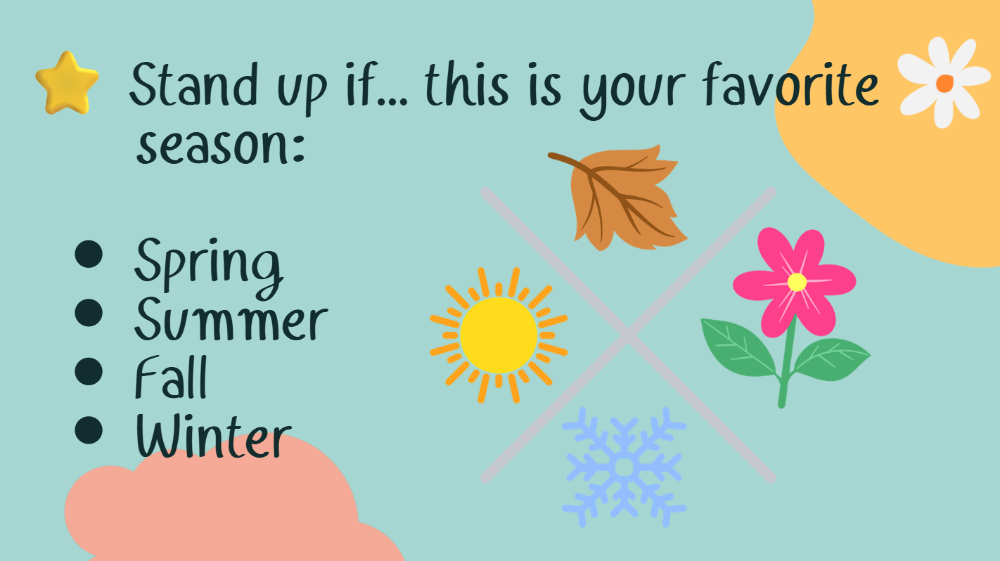 Stand up if... this is your favorite
season:
Spring
Summer
Fall
Winter